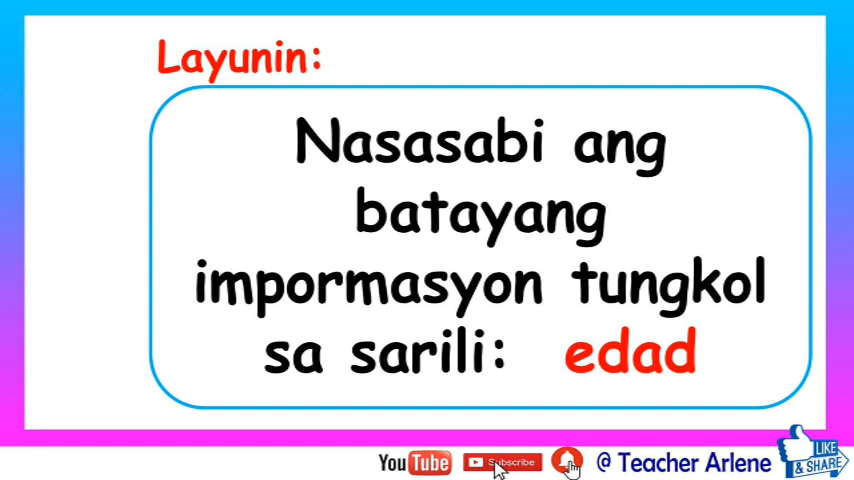 Layunin:
Nasasabi ang
batayang
impormasyon tungkol
sa sarili: edad
YouTube Subscribe @ Teacher Arlene
LIKE
& SHARE